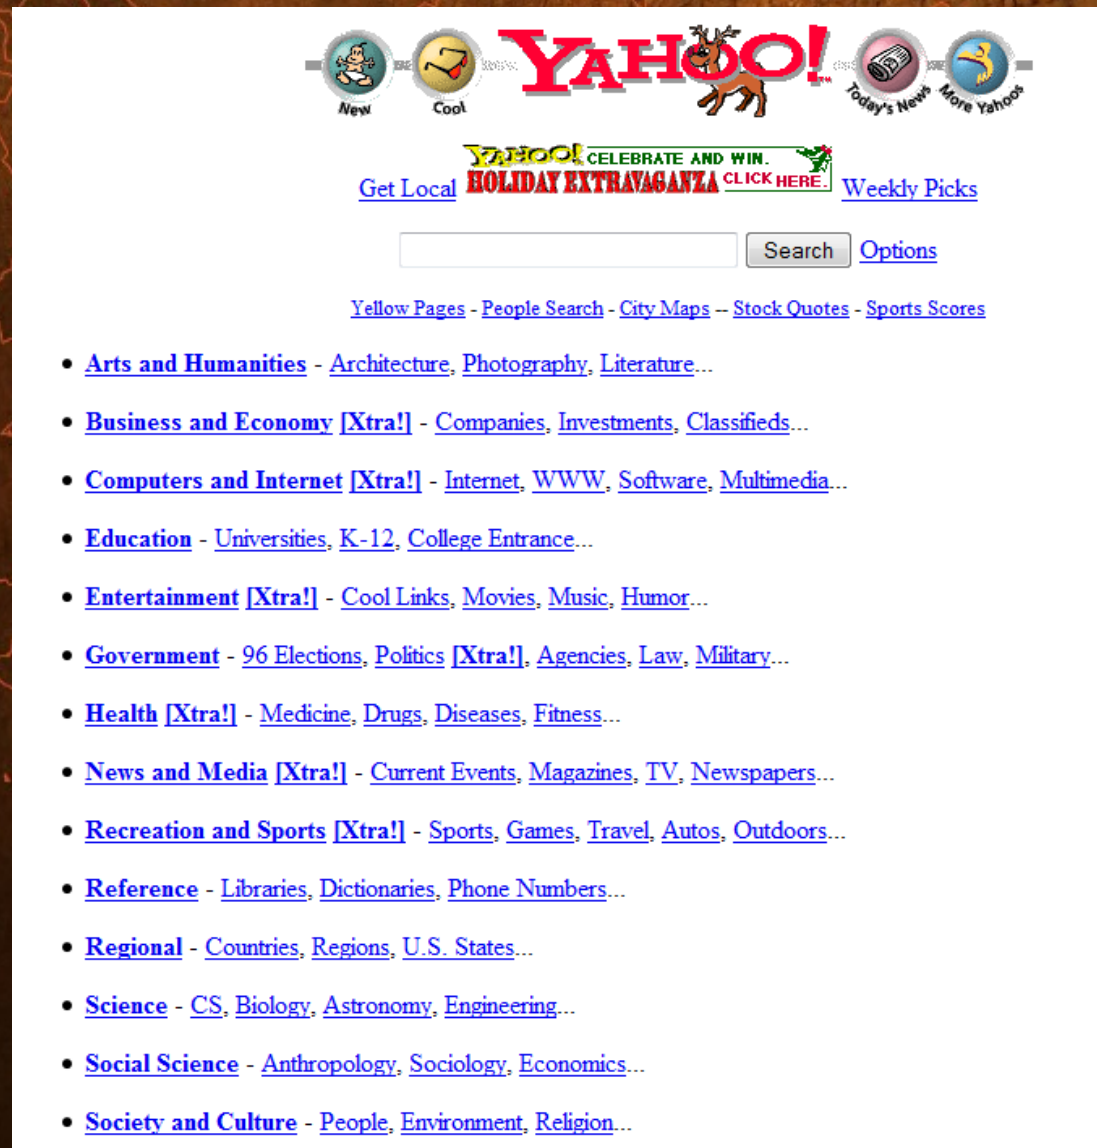 New Cool YAHOO!™ Today's News More Yahoos
Get Local YAHOO! HOLIDAY EXTRAVAGANZA CELEBRATE AND WIN. CLICK HERE. Weekly Picks
Search Options
Yellow Pages - People Search - City Maps -- Stock Quotes - Sports Scores
• Arts and Humanities - Architecture, Photography, Literature...
• Business and Economy [Xtra!] - Companies, Investments, Classifieds...
• Computers and Internet [Xtra!] - Internet, WWW, Software, Multimedia...
• Education - Universities, K-12, College Entrance...
• Entertainment [Xtra!] - Cool Links, Movies, Music, Humor...
• Government - 96 Elections, Politics [Xtra!], Agencies, Law, Military...
• Health [Xtra!] - Medicine, Drugs, Diseases, Fitness...
• News and Media [Xtra!] - Current Events, Magazines, TV, Newspapers...
• Recreation and Sports [Xtra!] - Sports, Games, Travel, Autos, Outdoors...
• Reference - Libraries, Dictionaries, Phone Numbers...
• Regional - Countries, Regions, U.S. States...
• Science - CS, Biology, Astronomy, Engineering...
• Social Science - Anthropology, Sociology, Economics...
• Society and Culture - People, Environment, Religion...